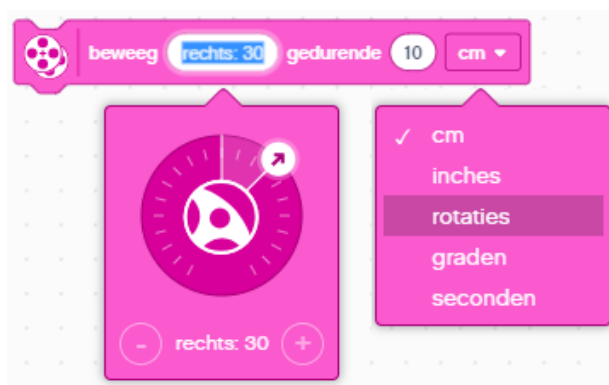 beweeg rechts: 30 gedurende 10 cm
rechts: 30
cm
inches
rotaties
graden
seconden